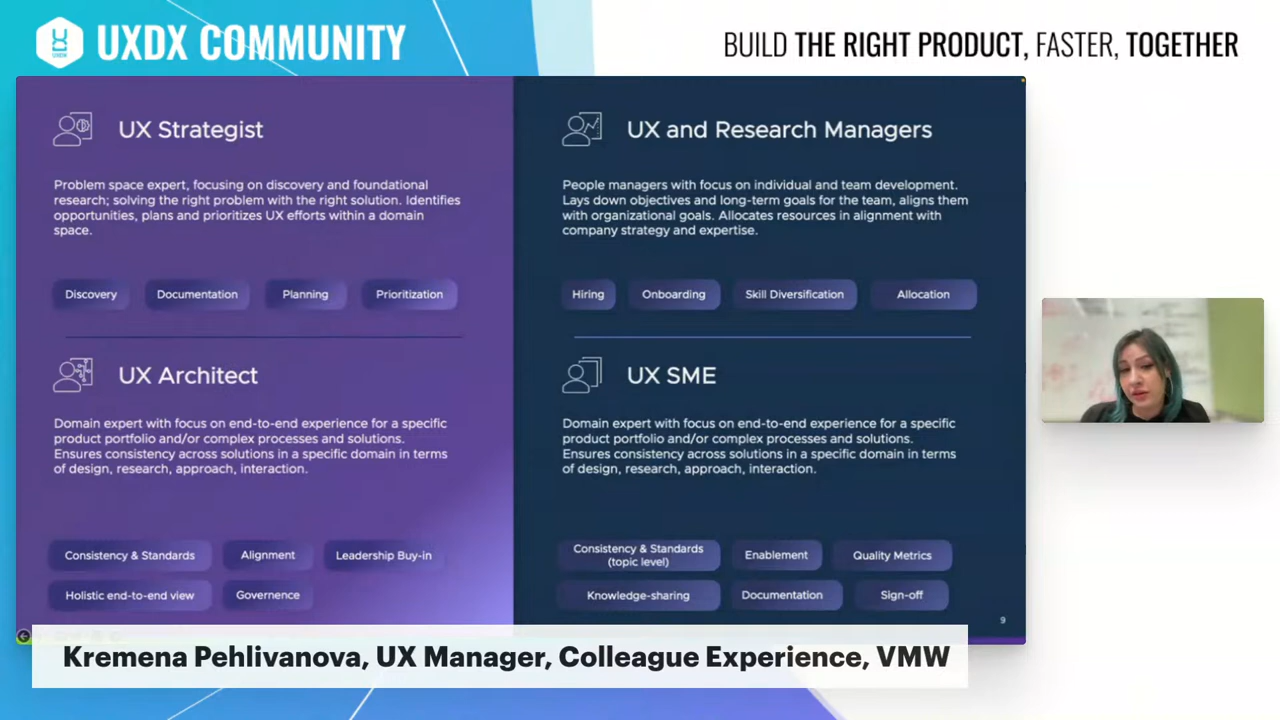 UXDX COMMUNITY
BUILD THE RIGHT PRODUCT, FASTER, TOGETHER
UX Strategist
Problem space expert, focusing on discovery and foundational
research; solving the right problem with the right solution. Identifies
opportunities, plans and prioritizes UX efforts within a domain
space.
Discovery
Documentation
Planning
Prioritization
UX and Research Managers
People managers with focus on individual and team development.
Lays down objectives and long-term goals for the team, aligns them
with organizational goals. Allocates resources in alignment with
company strategy and expertise.
Hiring
Onboarding
Skill Diversification
Allocation
UX Architect
Domain expert with focus on end-to-end experience for a specific
product portfolio and/or complex processes and solutions.
Ensures consistency across solutions in a specific domain in terms
of design, research, approach, interaction.
Consistency & Standards
Alignment
Leadership Buy-in
Holistic end-to-end view
Governence
UX SME
Domain expert with focus on end-to-end experience for a specific
product portfolio and/or complex processes and solutions.
Ensures consistency across solutions in a specific domain in terms
of design, research, approach, interaction.
Consistency & Standards
(topic level)
Enablement
Quality Metrics
Knowledge-sharing
Documentation
Sign-off
9
Kremena Pehlivanova, UX Manager, Colleague Experience, VMW